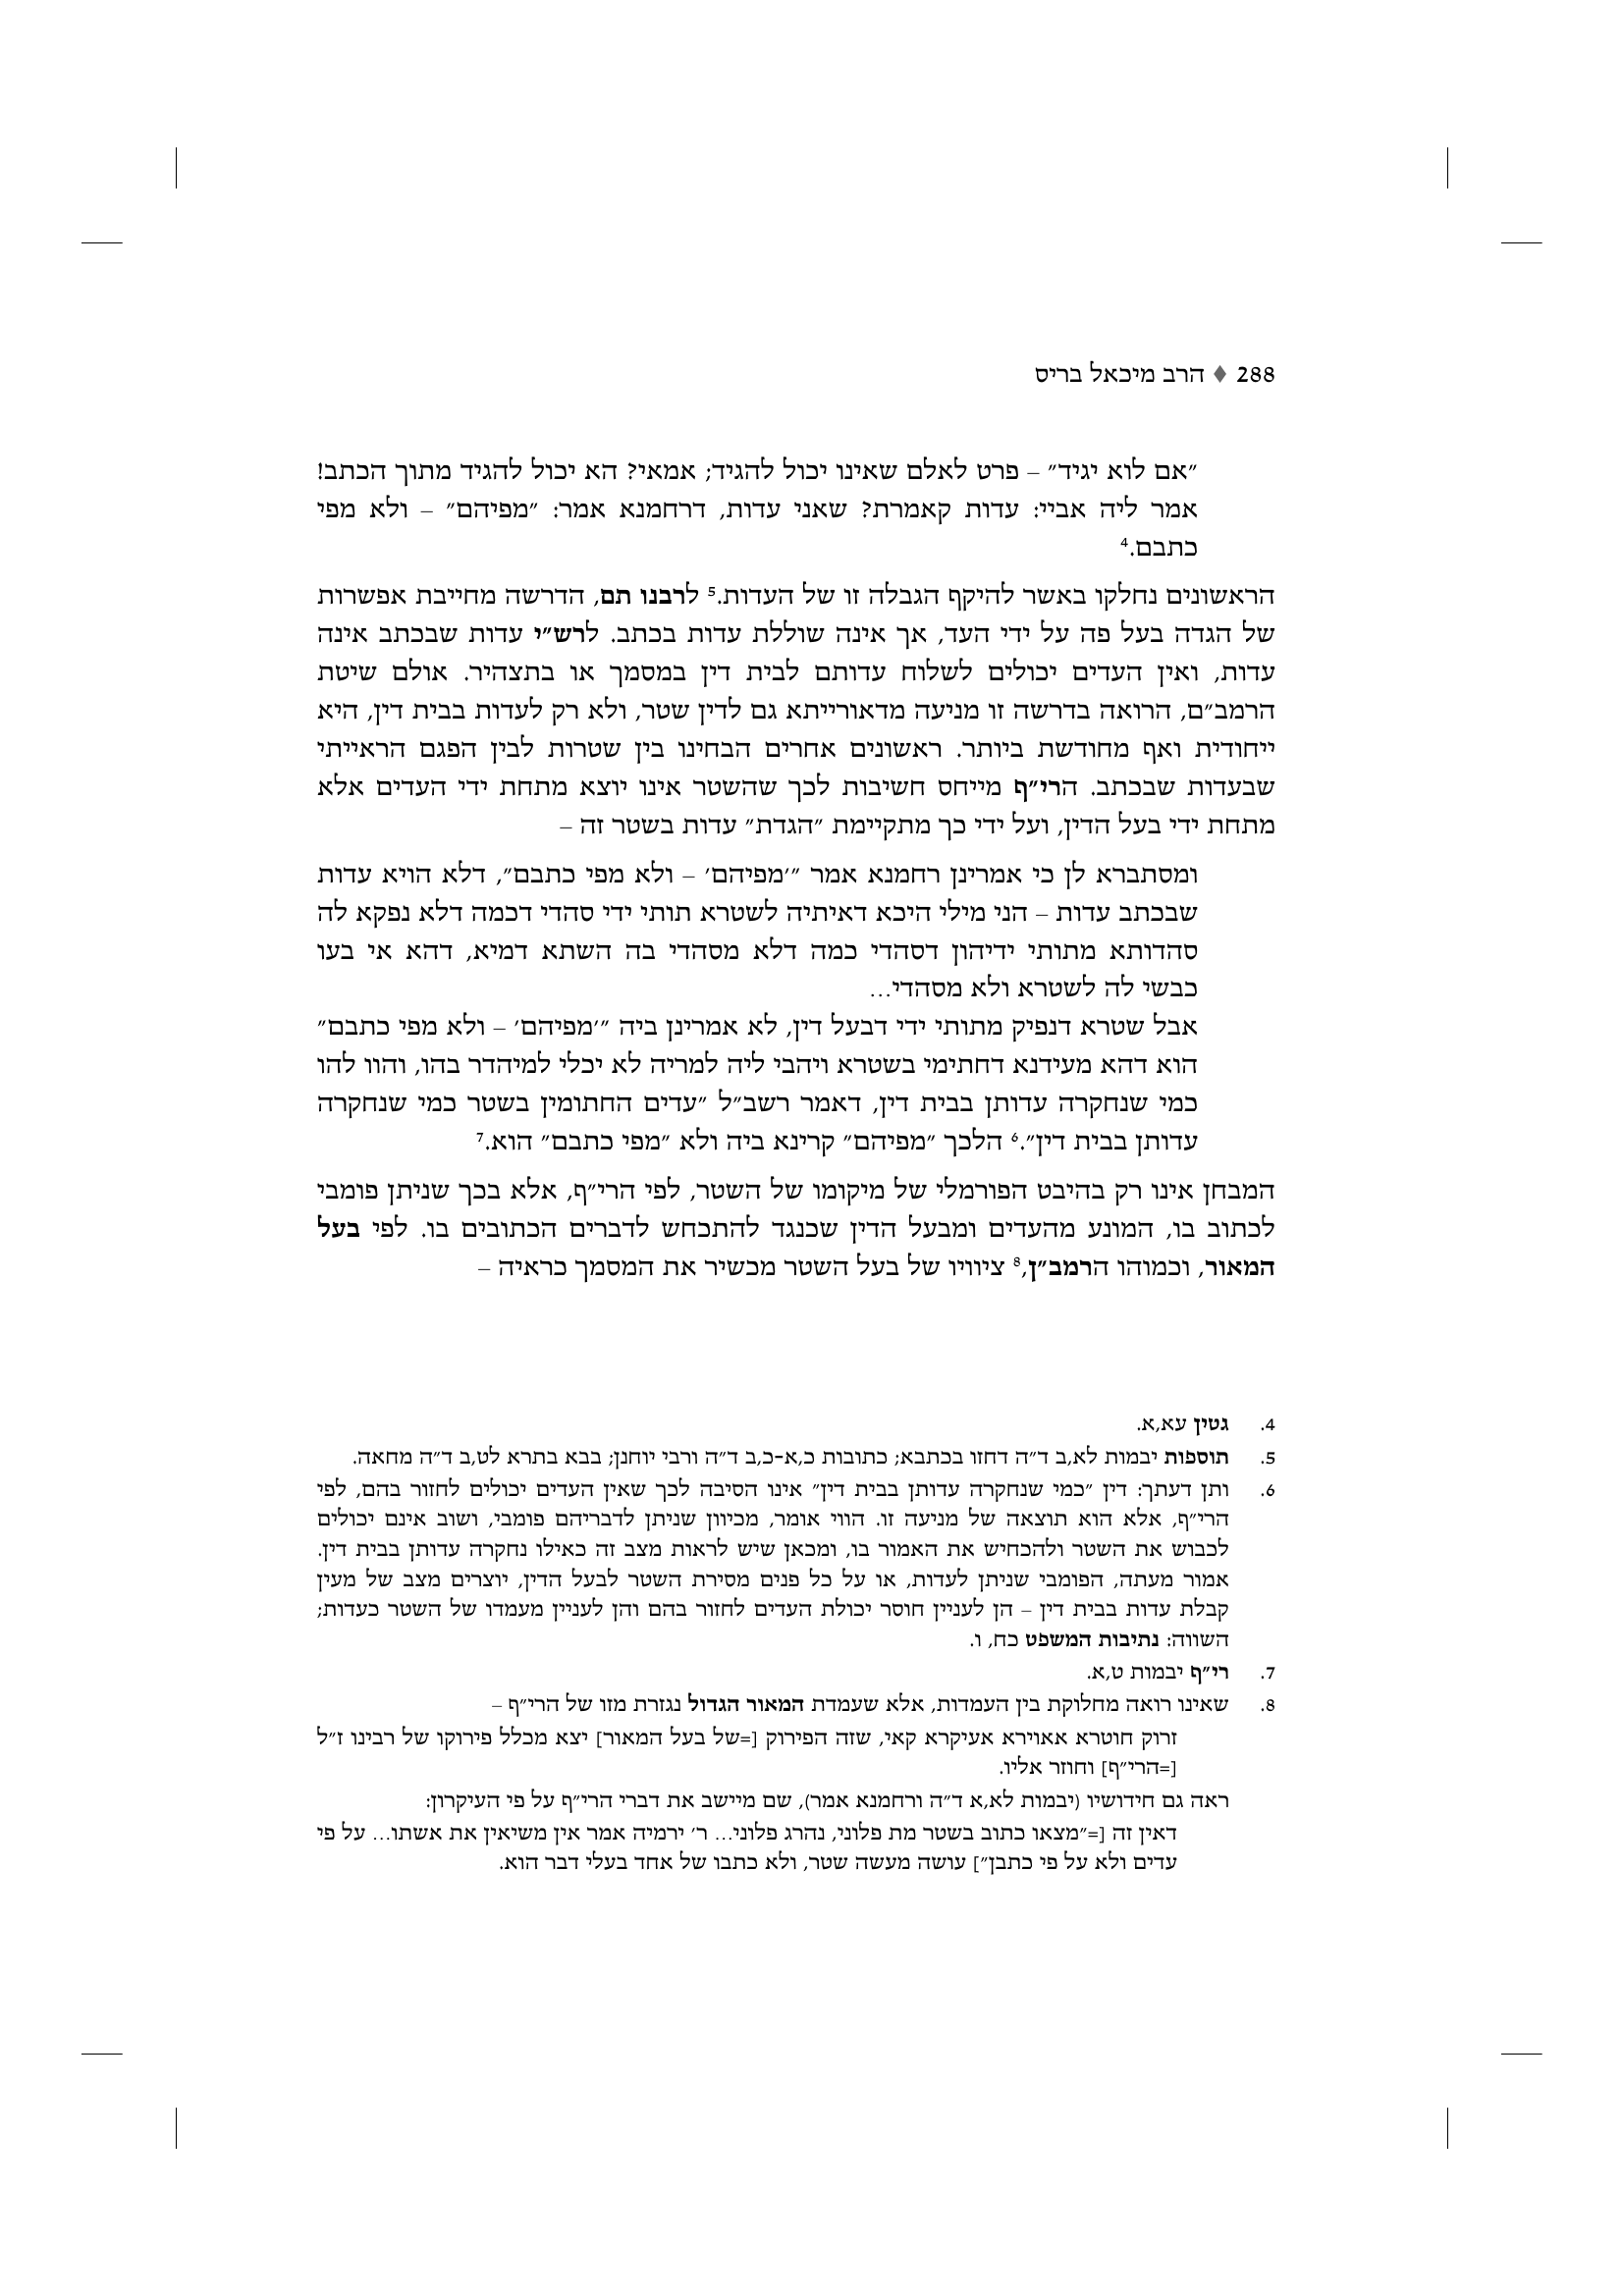 288 ♦ הרב מיכאל בריס
״אם לוא יגיד״ – פרט לאלם שאינו יכול להגיד; אמאי? הא יכול להגיד מתוך הכתב!
אמר ליה אביי: עדות קאמרת? שאני עדות, דרחמנא אמר: ״מפיהם״ – ולא מפי
כתבם.4
הראשונים נחלקו באשר להיקף הגבלה זו של העדות.5 לרבנו תם, הדרשה מחייבת אפשרות
של הגדה בעל פה על ידי העד, אך אינה שוללת עדות בכתב. לרש״י עדות שבכתב אינה
עדות, ואין העדים יכולים לשלוח עדותם לבית דין במסמך או בתצהיר. אולם שיטת
הרמב״ם, הרואה בדרשה זו מניעה מדאורייתא גם לדין שטר, ולא רק לעדות בבית דין, היא
ייחודית ואף מחודשת ביותר. ראשונים אחרים הבחינו בין שטרות לבין הפגם הראייתי
שבעדות שבכתב. הרי״ף מייחס חשיבות לכך שהשטר אינו יוצא מתחת ידי העדים אלא
מתחת ידי בעל הדין, ועל ידי כך מתקיימת ״הגדת״ עדות בשטר זה –
ומסתברא לן כי אמרינן רחמנא אמר ״׳מפיהם׳ – ולא מפי כתבם״, דלא הויא עדות
שבכתב עדות – הני מילי היכא דאיתיה לשטרא תותי ידי סהדי דכמה דלא נפקא לה
סהדותא מתותי ידיהון דסהדי כמה דלא מסהדי בה השתא דמיא, דהא אי בעו
כבשי לה לשטרא ולא מסהדי...
אבל שטרא דנפיק מתותי ידי דבעל דין, לא אמרינן ביה ״׳מפיהם׳ – ולא מפי כתבם״
הוא דהא מעידנא דחתימי בשטרא ויהבי ליה למריה לא יכלי למיהדר בהו, והוו להו
כמי שנחקרה עדותן בבית דין, דאמר רשב״ל ״עדים החתומין בשטר כמי שנחקרה
עדותן בבית דין״.6 הלכך ״מפיהם״ קרינא ביה ולא ״מפי כתבם״ הוא.7
המבחן אינו רק בהיבט הפורמלי של מיקומו של השטר, לפי הרי״ף, אלא בכך שניתן פומבי
לכתוב בו, המונע מהעדים ומבעל הדין שכנגד להתכחש לדברים הכתובים בו. לפי בעל
המאור, וכמוהו הרמב״ן,8 ציוויו של בעל השטר מכשיר את המסמך כראיה –
4. גטין עא,א.
5. תוספות יבמות לא,ב ד״ה דחזו בכתבא; כתובות כ,א-כ,ב ד״ה ורבי יוחנן; בבא בתרא לט,ב ד״ה מחאה.
6. ותן דעתך: דין ״כמי שנחקרה עדותן בבית דין״ אינו הסיבה לכך שאין העדים יכולים לחזור בהם, לפי
הרי״ף, אלא הוא תוצאה של מניעה זו. הווי אומר, מכיוון שניתן לדבריהם פומבי, ושוב אינם יכולים
לכבוש את השטר ולהכחיש את האמור בו, ומכאן שיש לראות מצב זה כאילו נחקרה עדותן בבית דין.
אמור מעתה, הפומבי שניתן לעדות, או על כל פנים מסירת השטר לבעל הדין, יוצרים מצב של מעין
קבלת עדות בבית דין – הן לעניין חוסר יכולת העדים לחזור בהם והן לעניין מעמדו של השטר כעדות;
השווה: נתיבות המשפט כח, ו.
7. רי״ף יבמות ט,א.
8. שאינו רואה מחלוקת בין העמדות, אלא שעמדת המאור הגדול נגזרת מזו של הרי״ף –
זרוק חוטרא אאוירא אעיקרא קאי, שזה הפירוק [=של בעל המאור] יצא מכלל פירוקו של רבינו ז״ל
[=הרי״ף] וחוזר אליו.
ראה גם חידושיו (יבמות לא,א ד״ה ורחמנא אמר), שם מיישב את דברי הרי״ף על פי העיקרון:
דאין זה [=״מצאו כתוב בשטר מת פלוני, נהרג פלוני... ר׳ ירמיה אמר אין משיאין את אשתו... על פי
עדים ולא על פי כתבן״] עושה מעשה שטר, ולא כתבו של אחד בעלי דבר הוא.